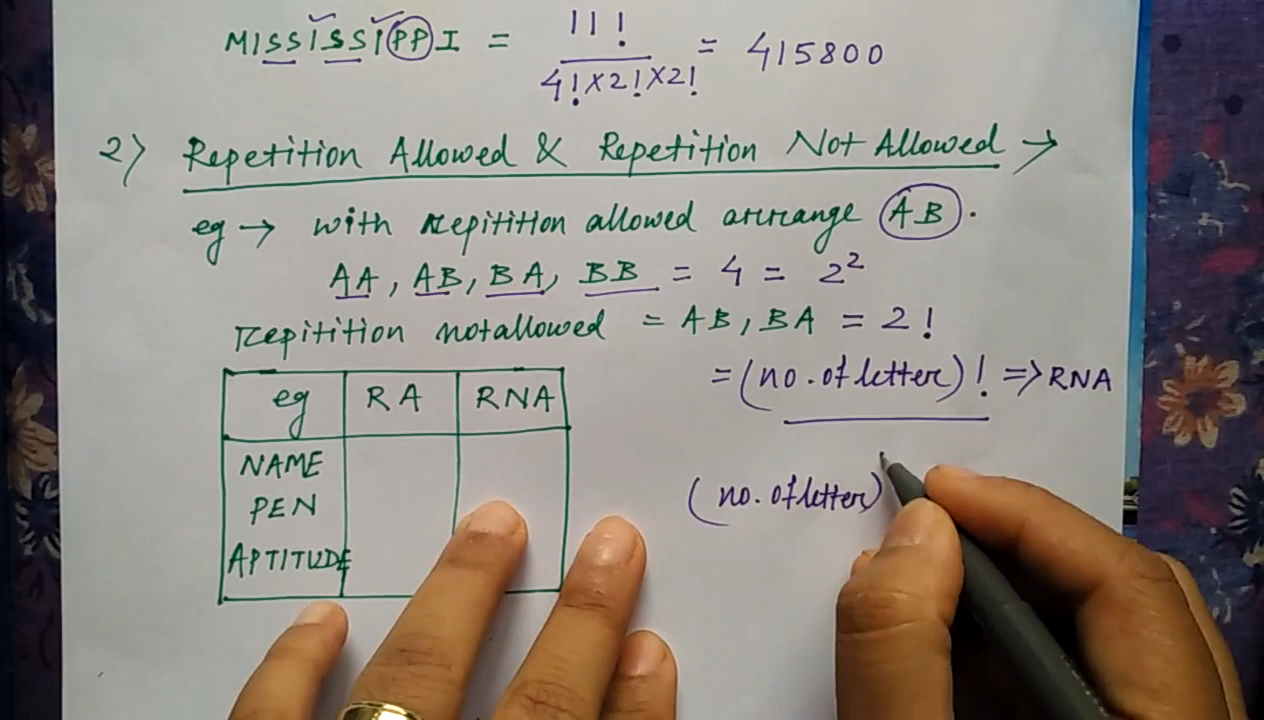 MISSISSIPPI = 11! / 4!X2!X2! = 415800
2) Repetition Allowed & Repetition Not Allowed →
eg → with repitition allowed arrange AB.
AA, AB, BA, BB = 4 = 2²
repitition notallowed = AB, BA = 2!
= (no. of letter)! => RNA
eg RA RNA
NAME
PEN
(no. of letter)
APTITUDE